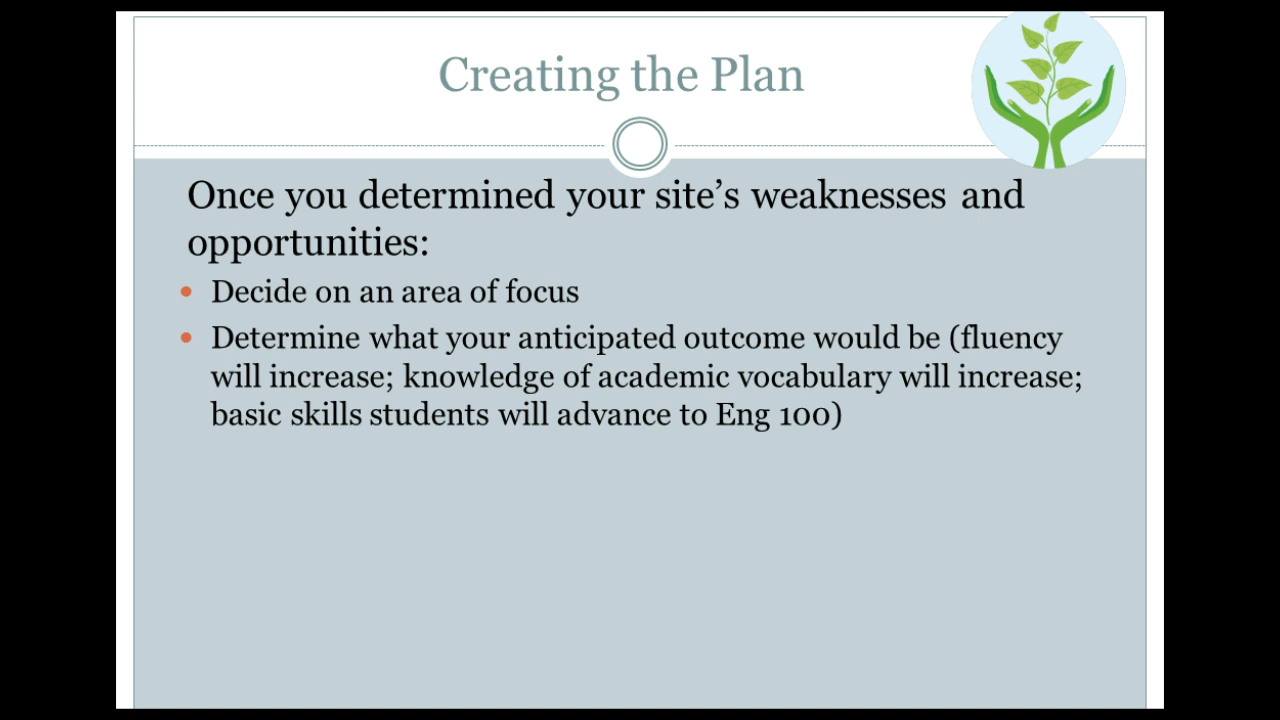 Creating the Plan
Once you determined your site’s weaknesses and
opportunities:
• Decide on an area of focus
• Determine what your anticipated outcome would be (fluency
will increase; knowledge of academic vocabulary will increase;
basic skills students will advance to Eng 100)